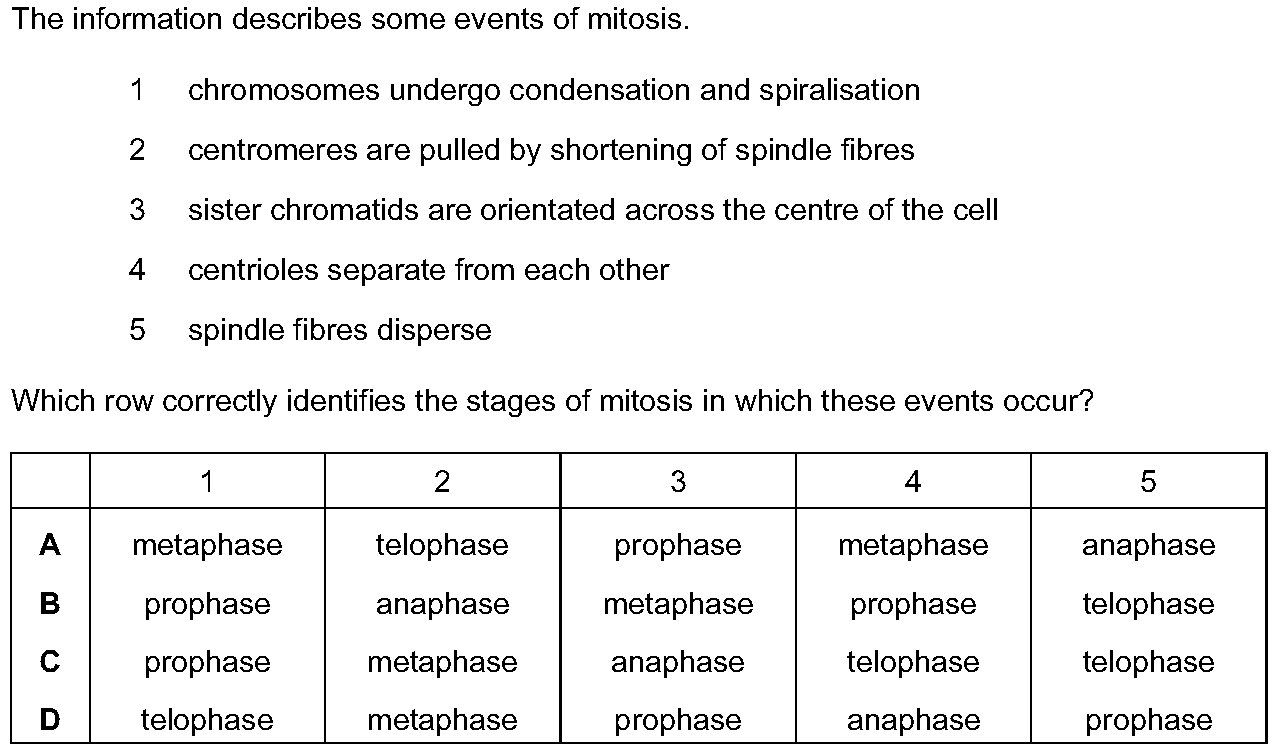 The information describes some events of mitosis.
1 chromosomes undergo condensation and spiralisation
2 centromeres are pulled by shortening of spindle fibres
3 sister chromatids are orientated across the centre of the cell
4 centrioles separate from each other
5 spindle fibres disperse
Which row correctly identifies the stages of mitosis in which these events occur?
1 2 3 4 5
A metaphase telophase prophase metaphase anaphase
B prophase anaphase metaphase prophase telophase
C prophase metaphase anaphase telophase telophase
D telophase metaphase prophase anaphase prophase